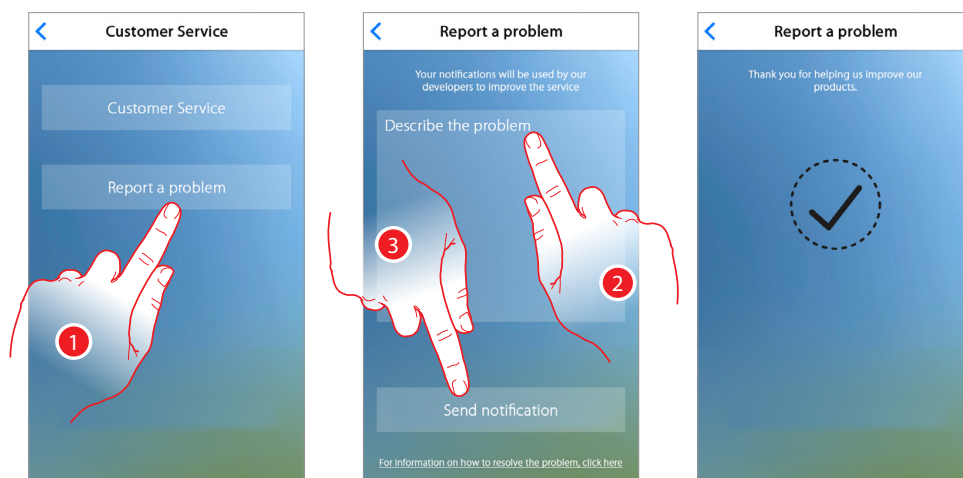 Customer Service
Customer Service
Report a problem
1
Report a problem
Your notifications will be used by our
developers to improve the service
Describe the problem
3
2
Send notification
For information on how to resolve the problem, click here
Report a problem
Thank you for helping us improve our
products.